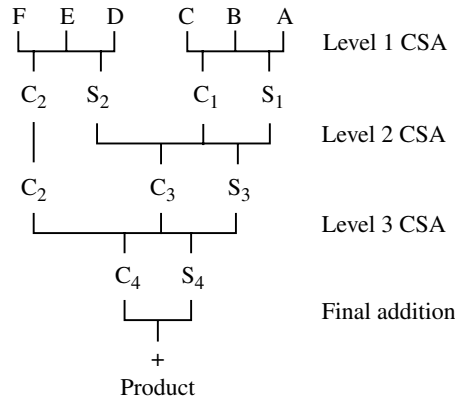 F E D C B A
Level 1 CSA
C₂ S₂ C₁ S₁
Level 2 CSA
C₂ C₃ S₃
Level 3 CSA
C₄ S₄
Final addition
+
Product